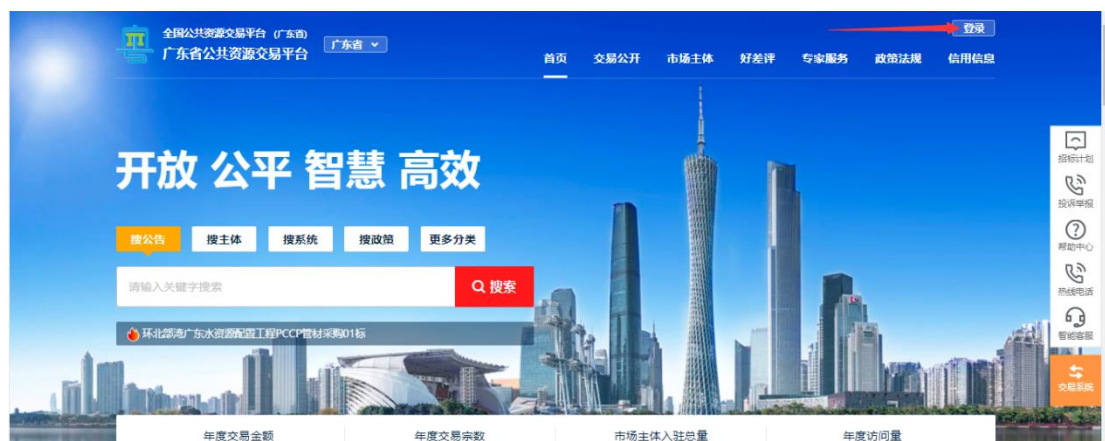 全国公共资源交易平台 (广东省)
广东省公共资源交易平台
广东省
登录
首页 交易公开 市场主体 好差评 专家服务 政策法规 信用信息
开放 公平 智慧 高效
搜公告 搜主体 搜系统 搜政策 更多分类
请输入关键字搜索
搜索
环北部湾广东水资源配置工程PCCP管材采购01标
招标计划
投诉举报
帮助中心
热线电话
智能客服
交易系统
年度交易金额 年度交易宗数 市场主体入驻总量 年度访问量